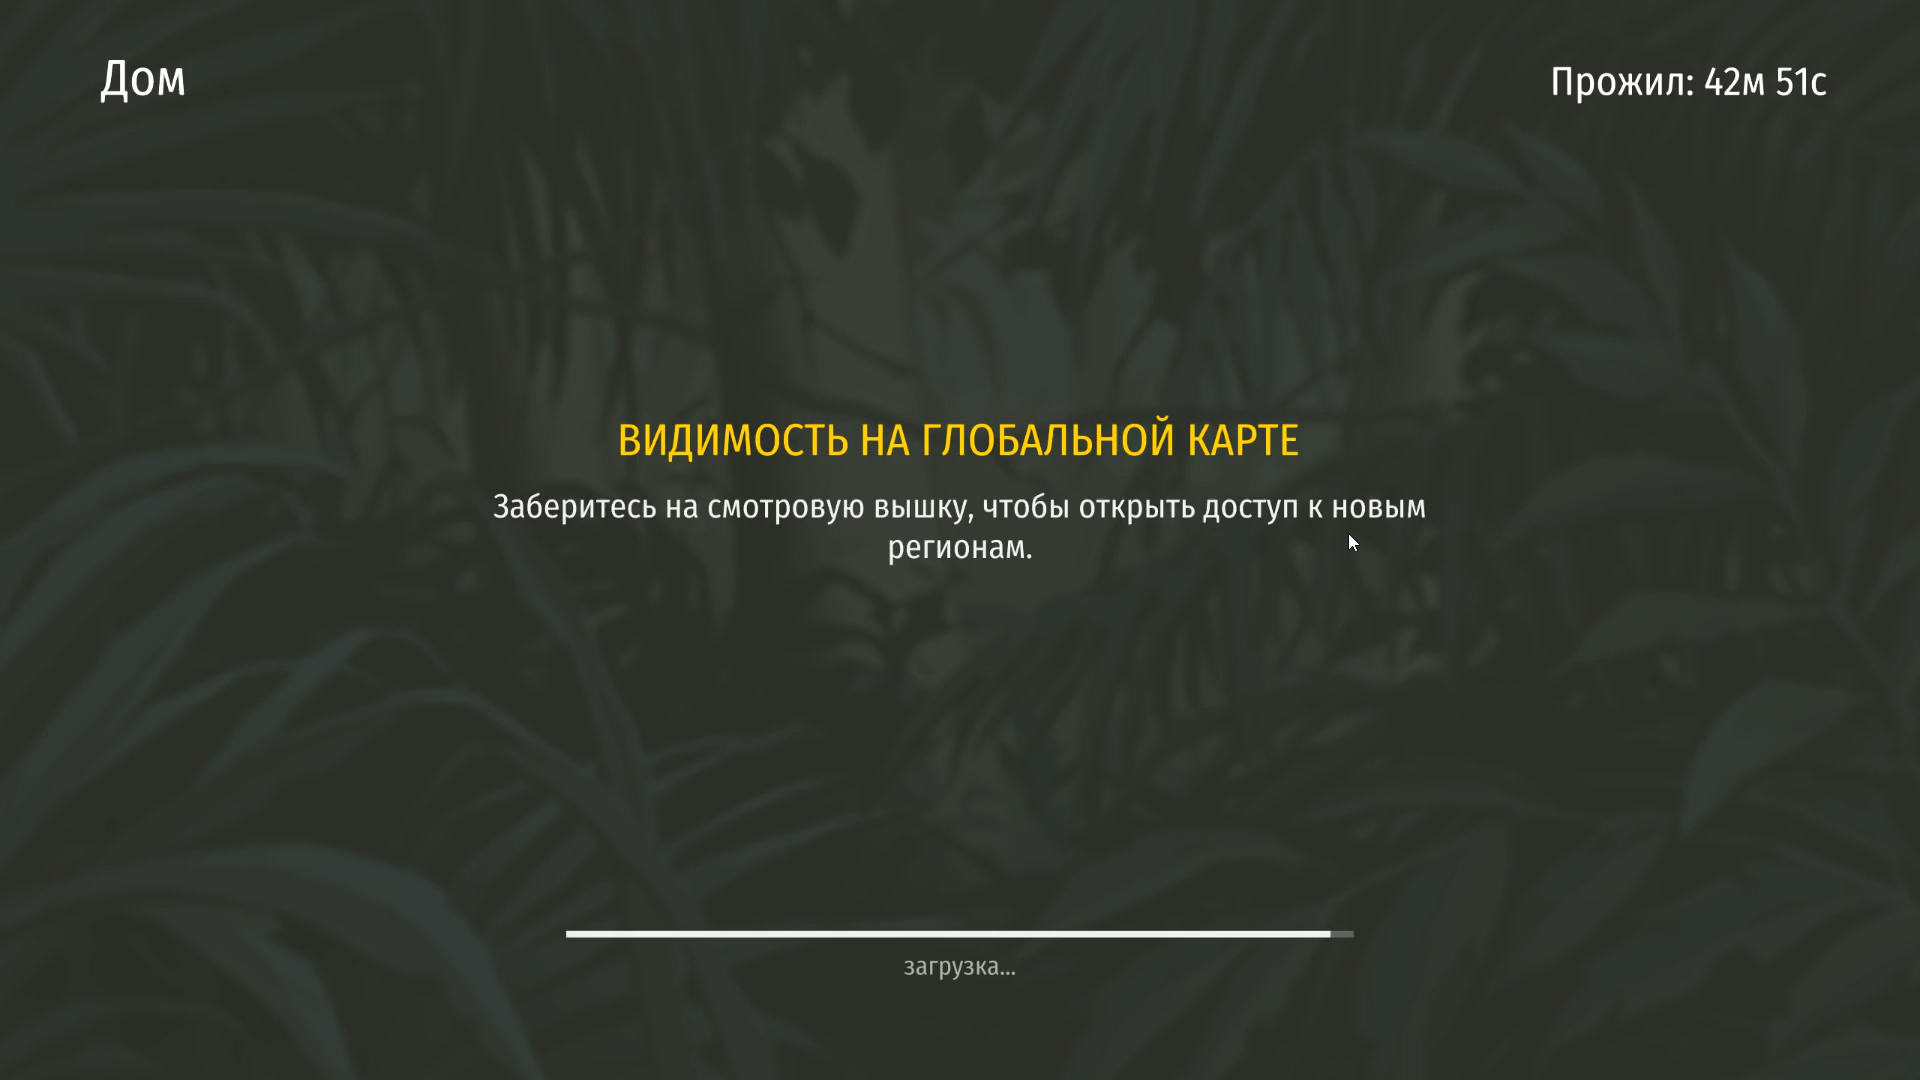 Дом
Прожил: 42м 51с
ВИДИМОСТЬ НА ГЛОБАЛЬНОЙ КАРТЕ
Заберитесь на смотровую вышку, чтобы открыть доступ к новым
регионам.
загрузка...